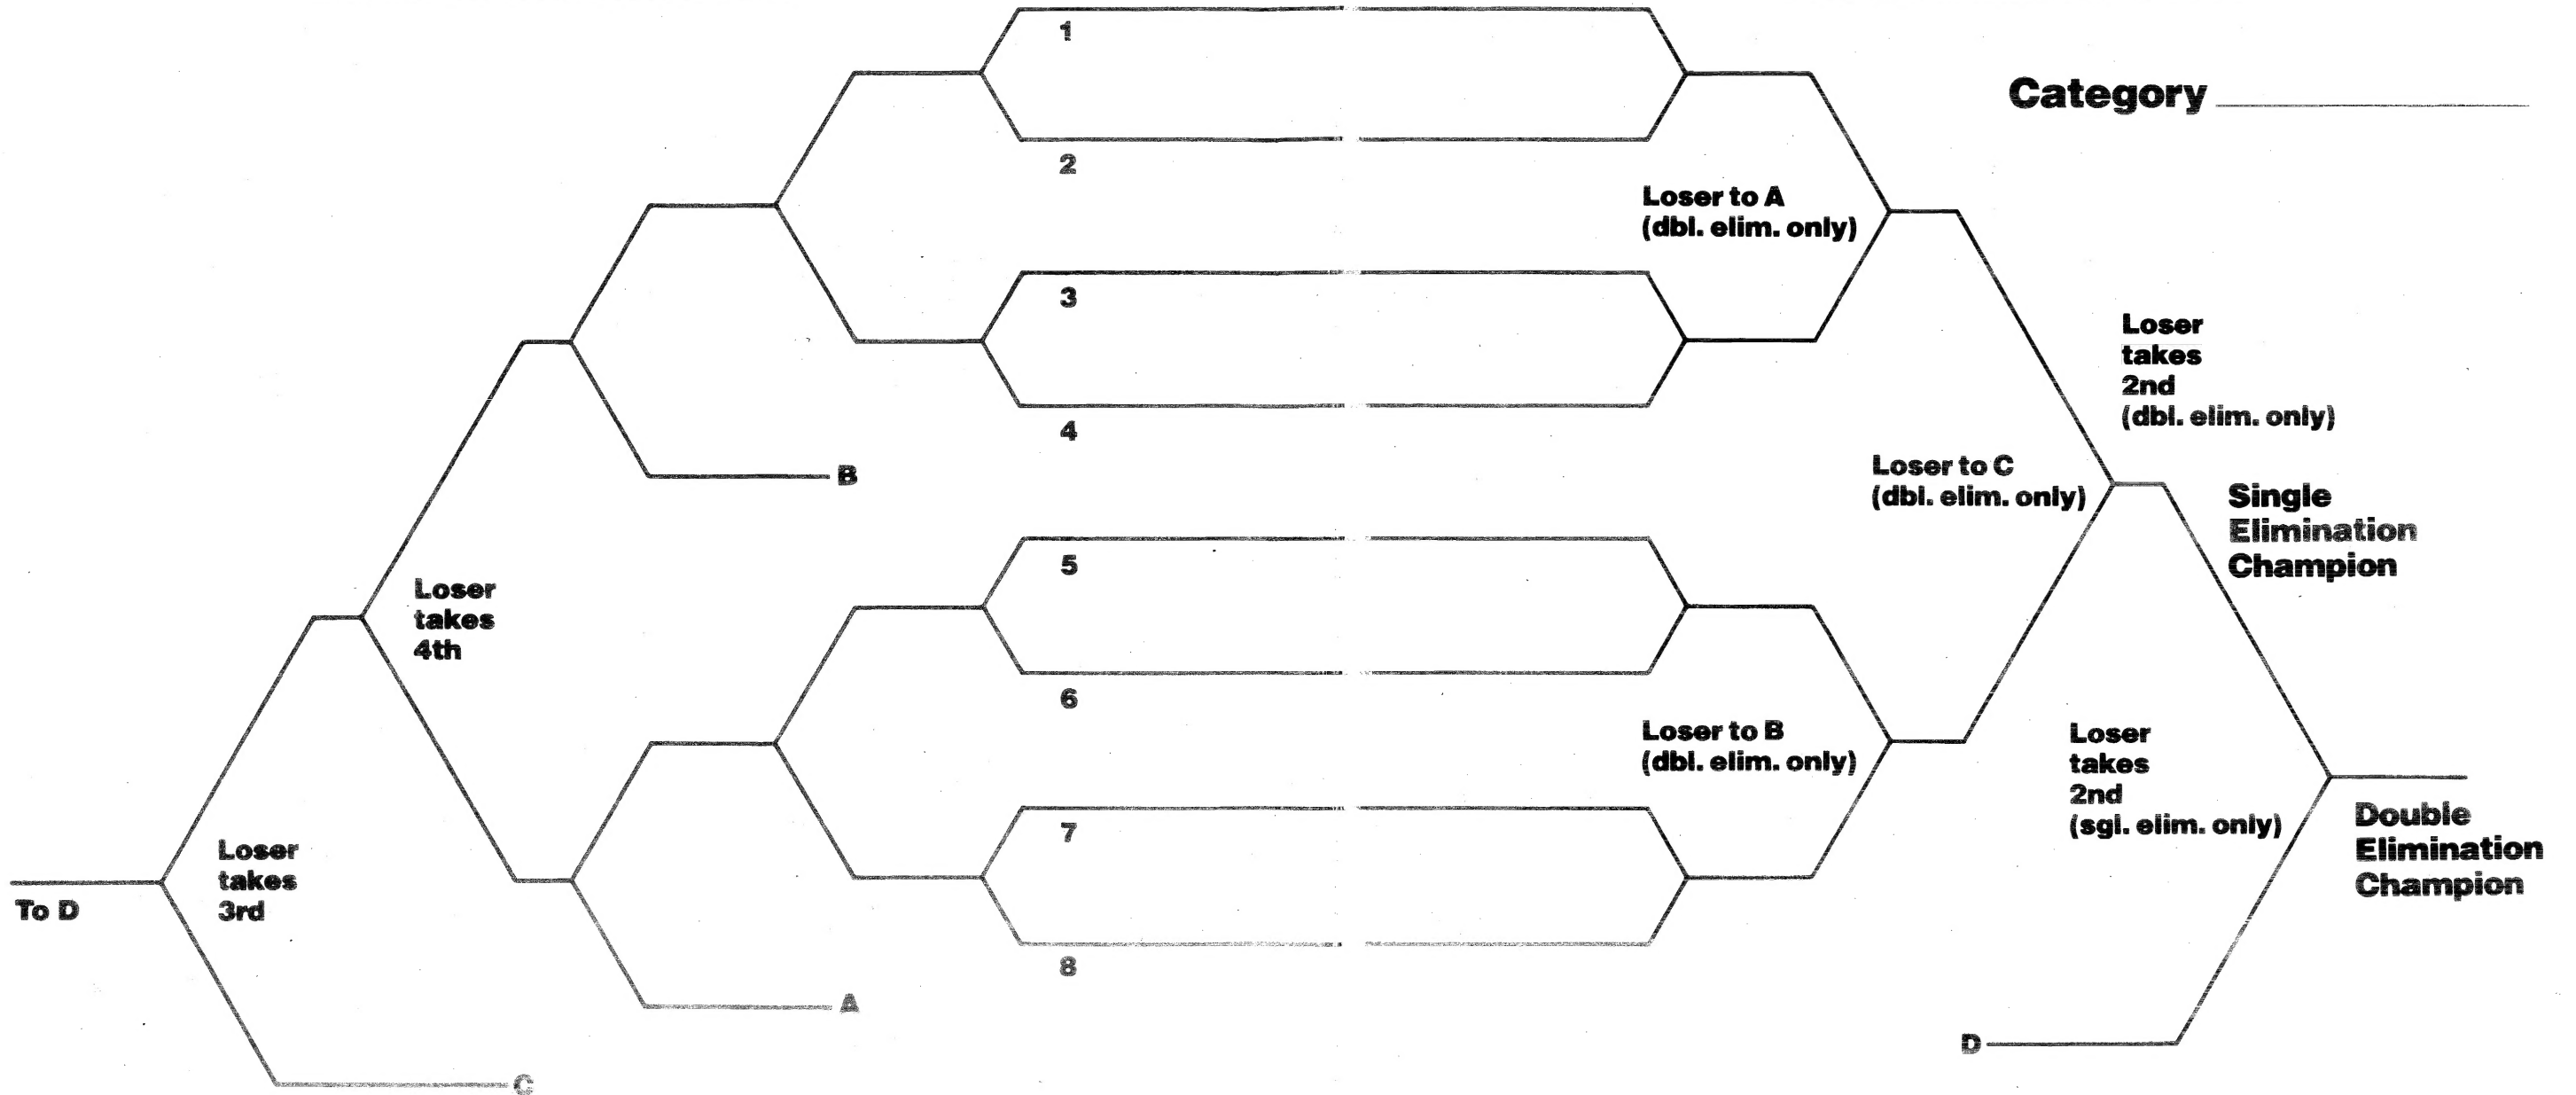 1
Category
2
Loser to A
(dbl. elim. only)
3
Loser
takes
2nd
(dbl. elim. only)
4
B
Loser to C
(dbl. elim. only)
Single
Elimination
Champion
5
Loser
takes
4th
6
Loser to B
(dbl. elim. only)
Loser
takes
2nd
(sgl. elim. only)
7
Double
Elimination
Champion
Loser
takes
3rd
To D
8
A
D
C